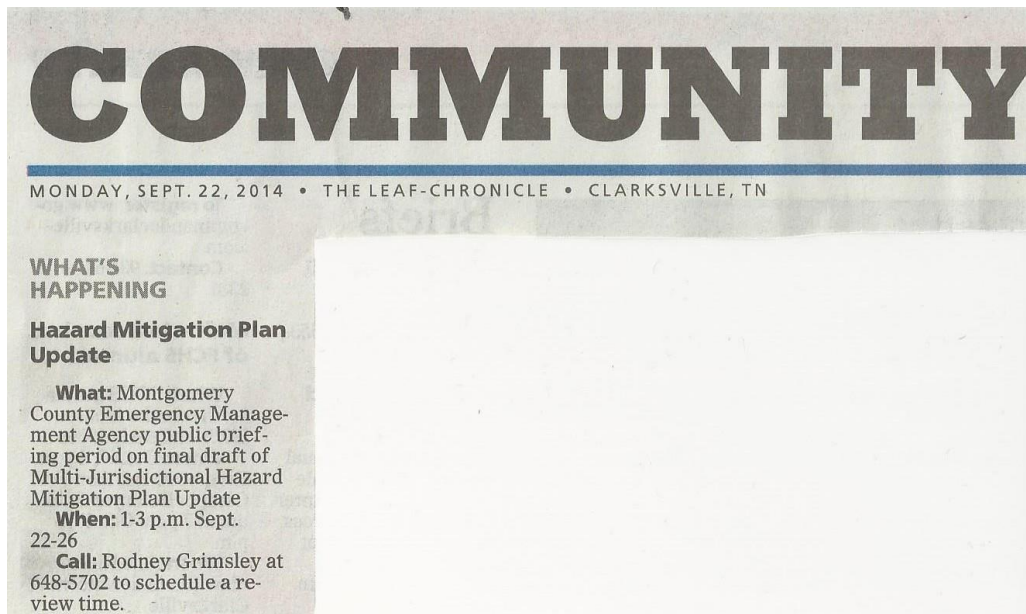 COMMUNITY
MONDAY, SEPT. 22, 2014 • THE LEAF-CHRONICLE • CLARKSVILLE, TN
WHAT'S
HAPPENING
Hazard Mitigation Plan
Update
What: Montgomery
County Emergency Manage-
ment Agency public brief-
ing period on final draft of
Multi-Jurisdictional Hazard
Mitigation Plan Update
When: 1-3 p.m. Sept.
22-26
Call: Rodney Grimsley at
648-5702 to schedule a re-
view time.